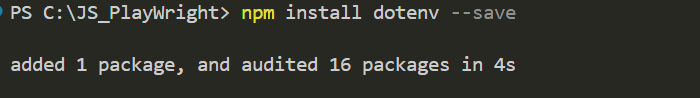 PS C:\JS_PlayWright> npm install dotenv --save
added 1 package, and audited 16 packages in 4s